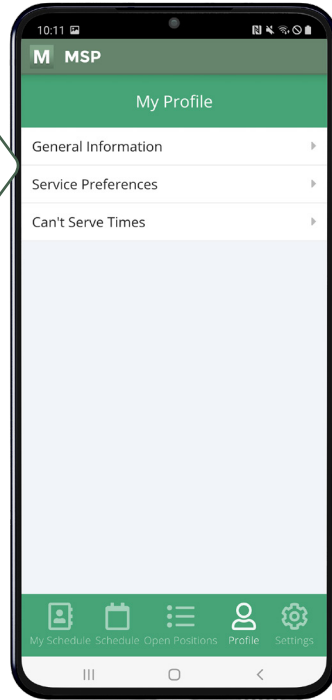 10:11
M MSP
My Profile
General Information
Service Preferences
Can't Serve Times
My Schedule Schedule Open Positions Profile Settings